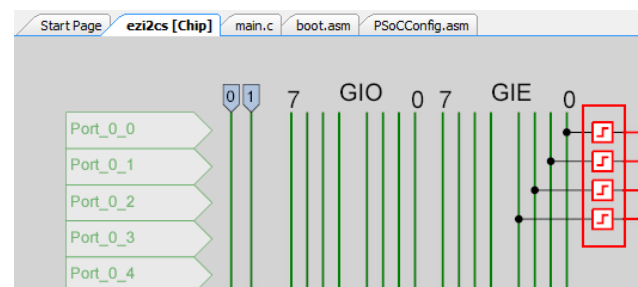 Start Page ezi2cs [Chip] main.c boot.asm PSoCConfig.asm
0 1 7 GIO 0 7 GIE 0
Port_0_0
Port_0_1
Port_0_2
Port_0_3
Port_0_4